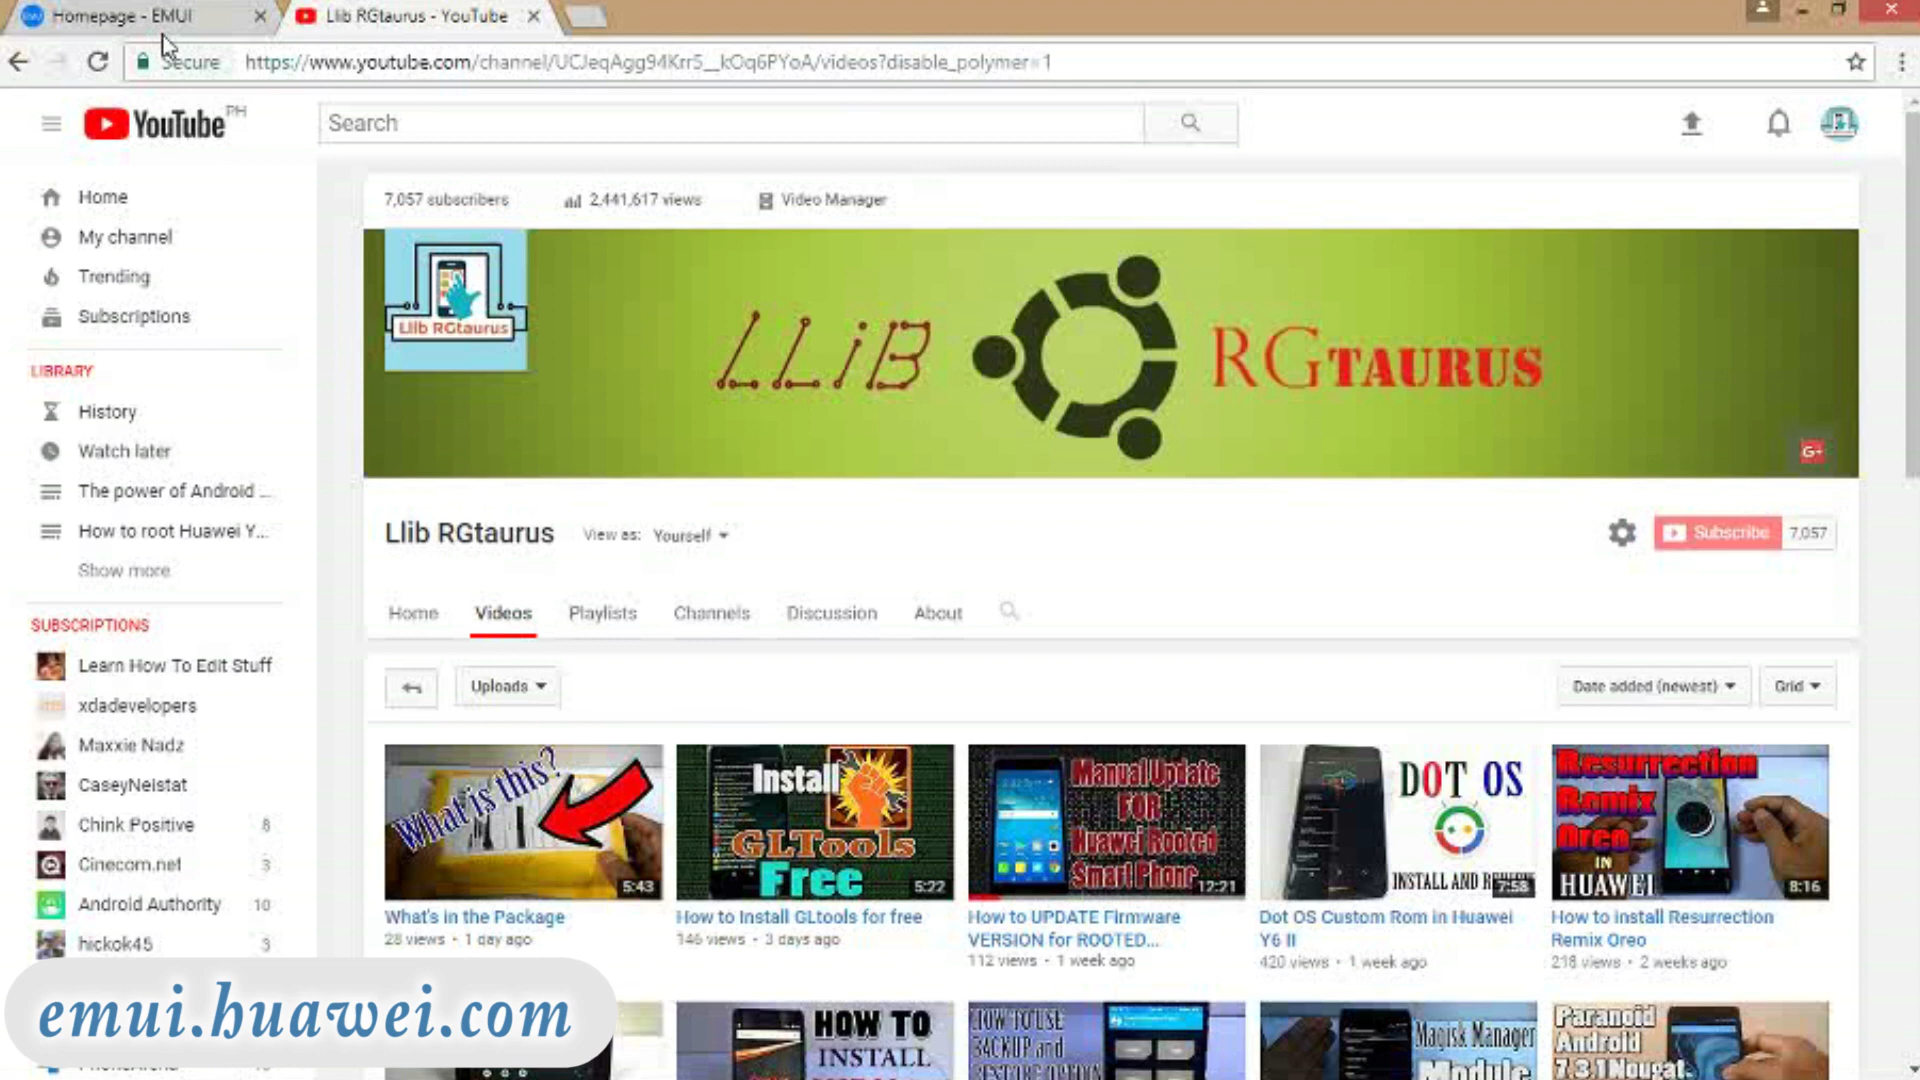 Homepage - EMUI
Llib RGtaurus - YouTube
Secure
https://www.youtube.com/channel/UCJeqAgg94Krr5__kOq6PYoA/videos?disable_polymer=1
YouTube PH
Search
Home
My channel
Trending
Subscriptions
LIBRARY
History
Watch later
The power of Android ...
How to root Huawei Y...
Show more
SUBSCRIPTIONS
Learn How To Edit Stuff
xdadevelopers
Maxxie Nadz
CaseyNeistat
Chink Positive 8
Cinecom.net 3
Android Authority 10
hickok45 3
7,057 subscribers
2,441,617 views
Video Manager
Llib RGtaurus
LLiB RGTAURUS
G+
Llib RGtaurus
View as: Yourself
Subscribe 7,057
Home Videos Playlists Channels Discussion About
Uploads
Date added (newest)
Grid
What is this?
5:43
What's in the Package
28 views • 1 day ago
Install
GLTools
Free
5:22
How to Install GLtools for free
146 views • 3 days ago
Manual Update
FOR
Huawei Rooted
Smart Phone
12:21
How to UPDATE Firmware
VERSION for ROOTED...
112 views • 1 week ago
DOT OS
INSTALL AND
7:58
Dot OS Custom Rom in Huawei
Y6 II
420 views • 1 week ago
Resurrection
Remix
Oreo
IN
HUAWEI
8:16
How to install Resurrection
Remix Oreo
218 views • 2 weeks ago
HOW TO
INSTALL
HOW TO USE
BACKUP and
RESTORE OPTION
Magisk Manager
Module
Paranoid
Android
7.3.1 Nougat
emui.huawei.com